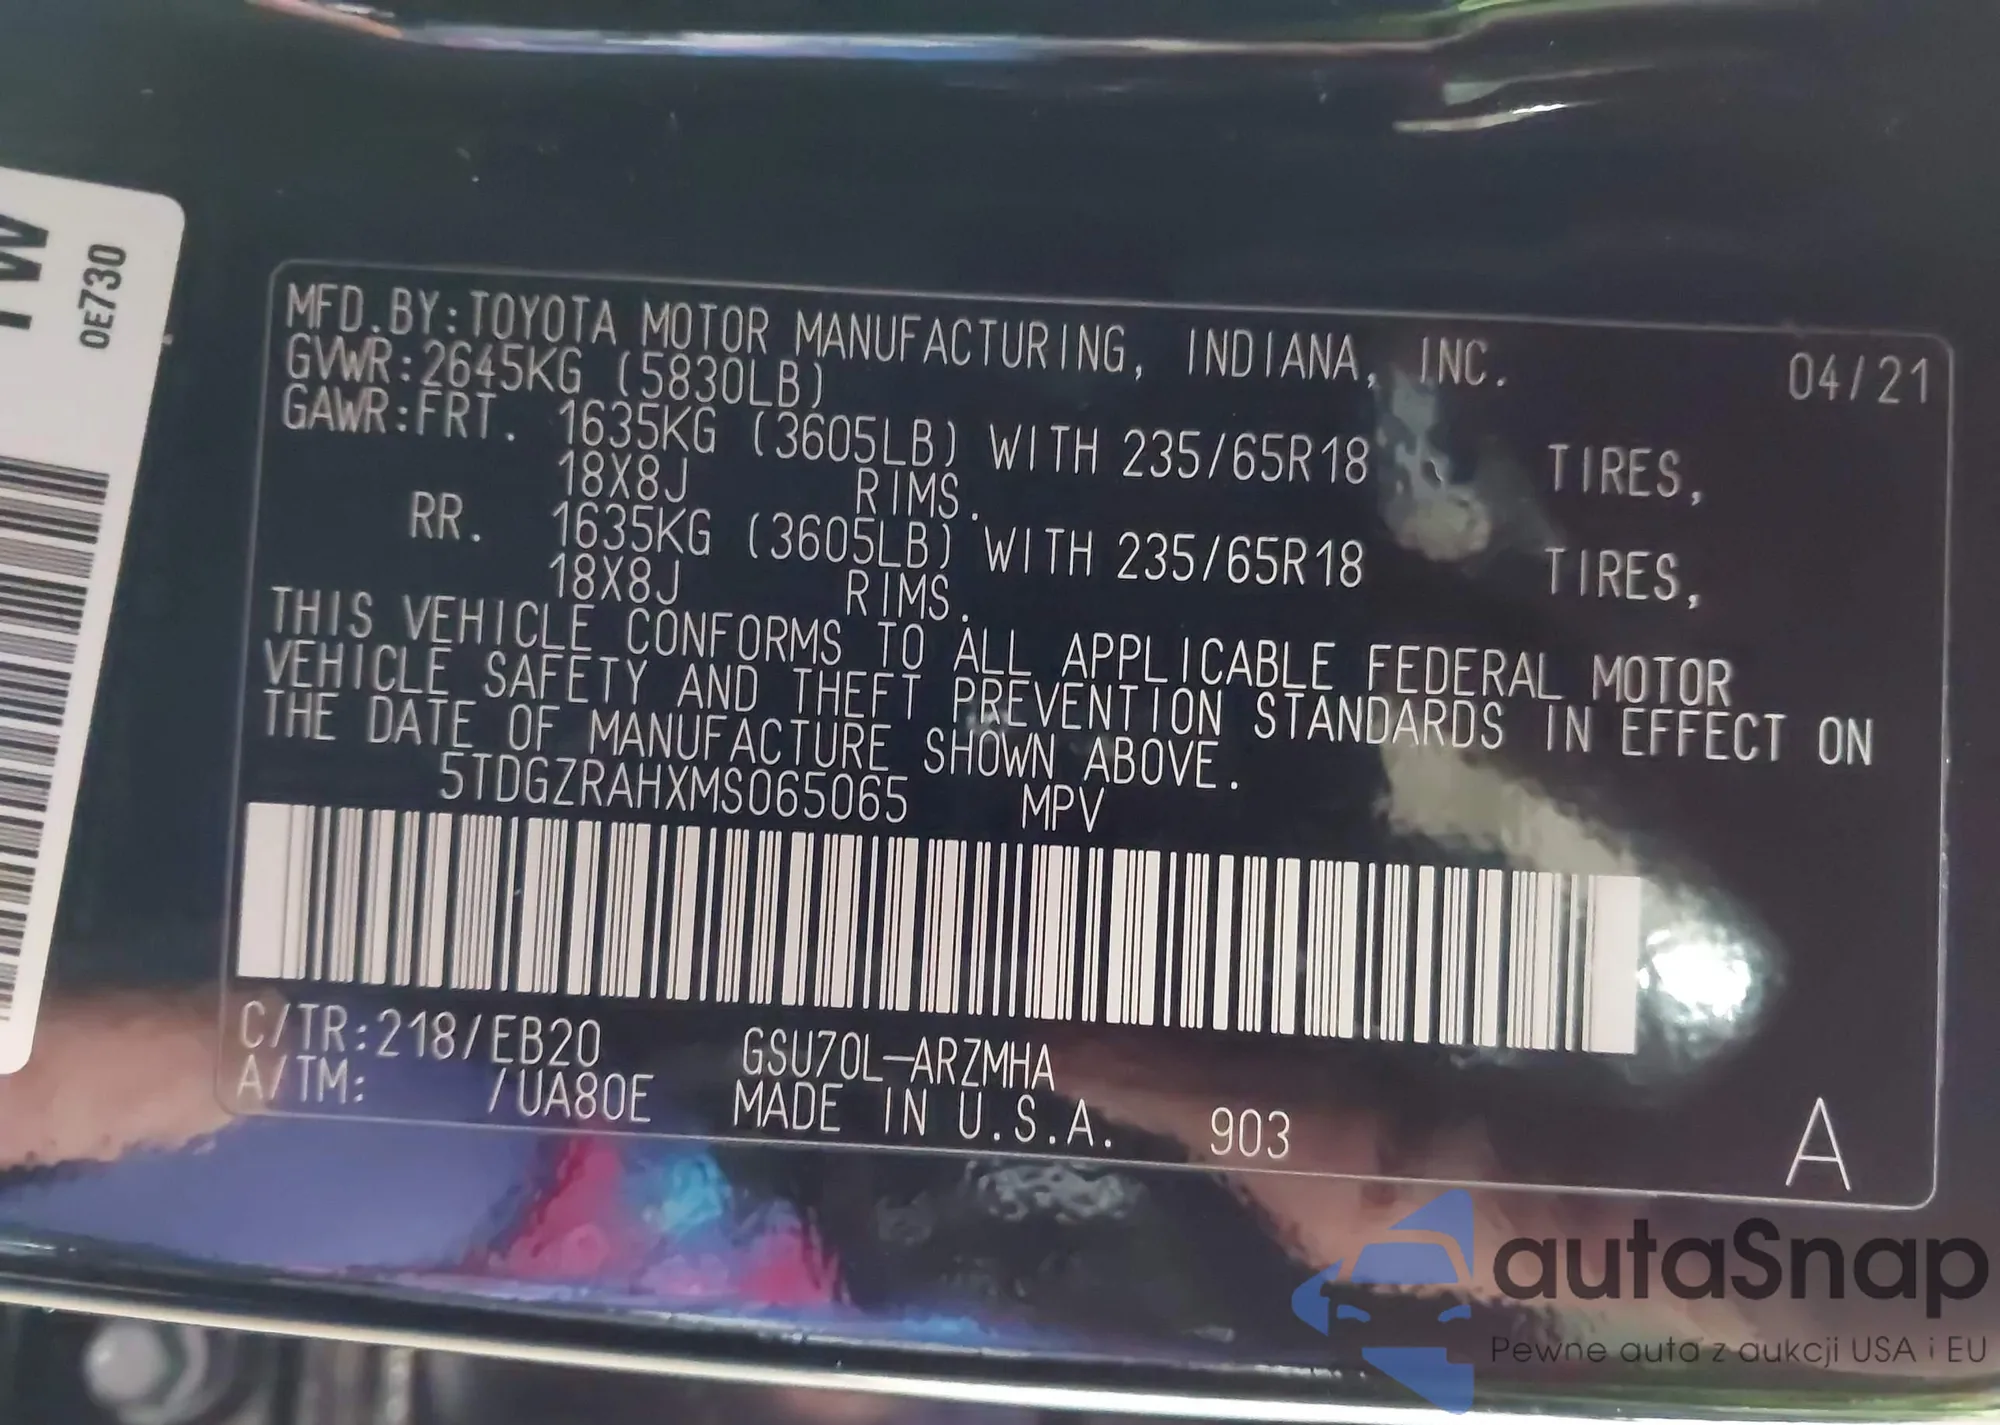 TW
0E730
MFD.BY:TOYOTA MOTOR MANUFACTURING, INDIANA, INC. 04/21
GVWR:2645KG (5830LB)
GAWR:FRT. 1635KG (3605LB) WITH 235/65R18 TIRES,
18X8J RIMS.
RR. 1635KG (3605LB) WITH 235/65R18 TIRES,
18X8J RIMS.
THIS VEHICLE CONFORMS TO ALL APPLICABLE FEDERAL MOTOR
VEHICLE SAFETY AND THEFT PREVENTION STANDARDS IN EFFECT ON
THE DATE OF MANUFACTURE SHOWN ABOVE.
5TDGZRAHXMS065065 MPV
C/TR:218/EB20 GSU70L-ARZMHA
A/TM: /UA80E MADE IN U.S.A. 903 A
autaSnap
Pewne auta z aukcji USA i EU